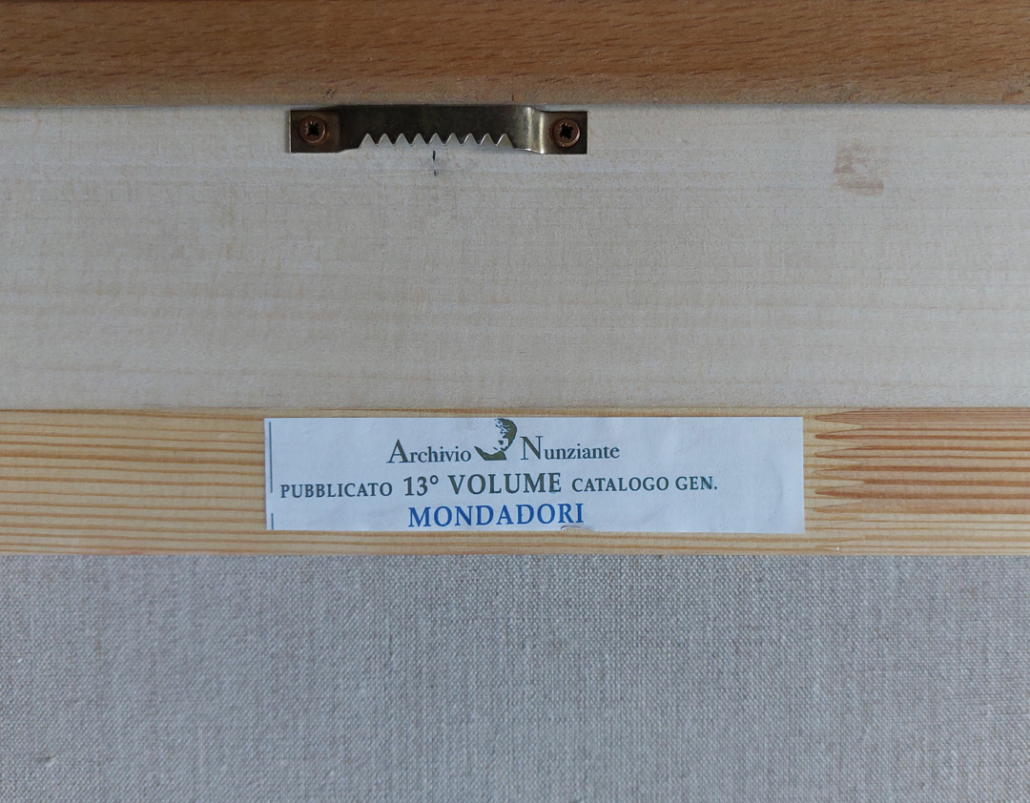 Archivio Nunziante
PUBBLICATO 13° VOLUME CATALOGO GEN.
MONDADORI